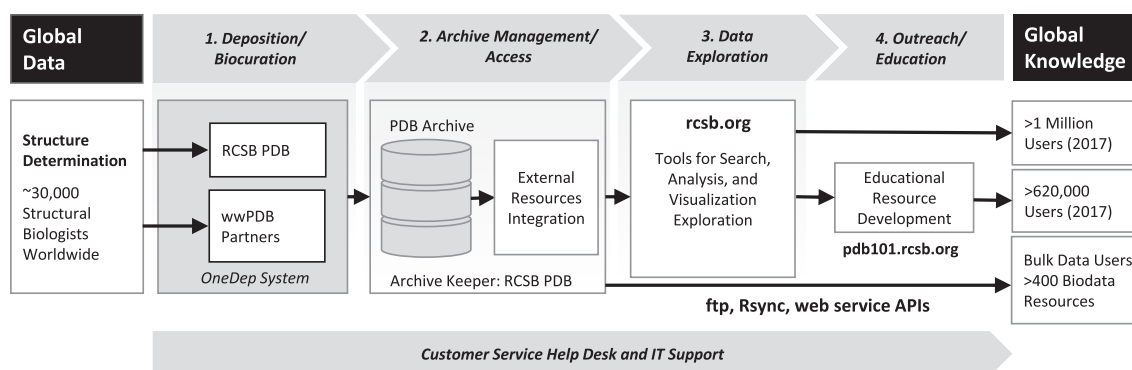 Global
Data
1. Deposition/
Biocuration
2. Archive Management/
Access
3. Data
Exploration
4. Outreach/
Education
Global
Knowledge
Structure
Determination
~30,000
Structural
Biologists
Worldwide
RCSB PDB
wwPDB
Partners
OneDep System
PDB Archive
External
Resources
Integration
Archive Keeper: RCSB PDB
rcsb.org
Tools for Search,
Analysis, and
Visualization
Exploration
Educational
Resource
Development
pdb101.rcsb.org
>1 Million
Users (2017)
>620,000
Users (2017)
Bulk Data Users
>400 Biodata
Resources
ftp, Rsync, web service APIs
Customer Service Help Desk and IT Support